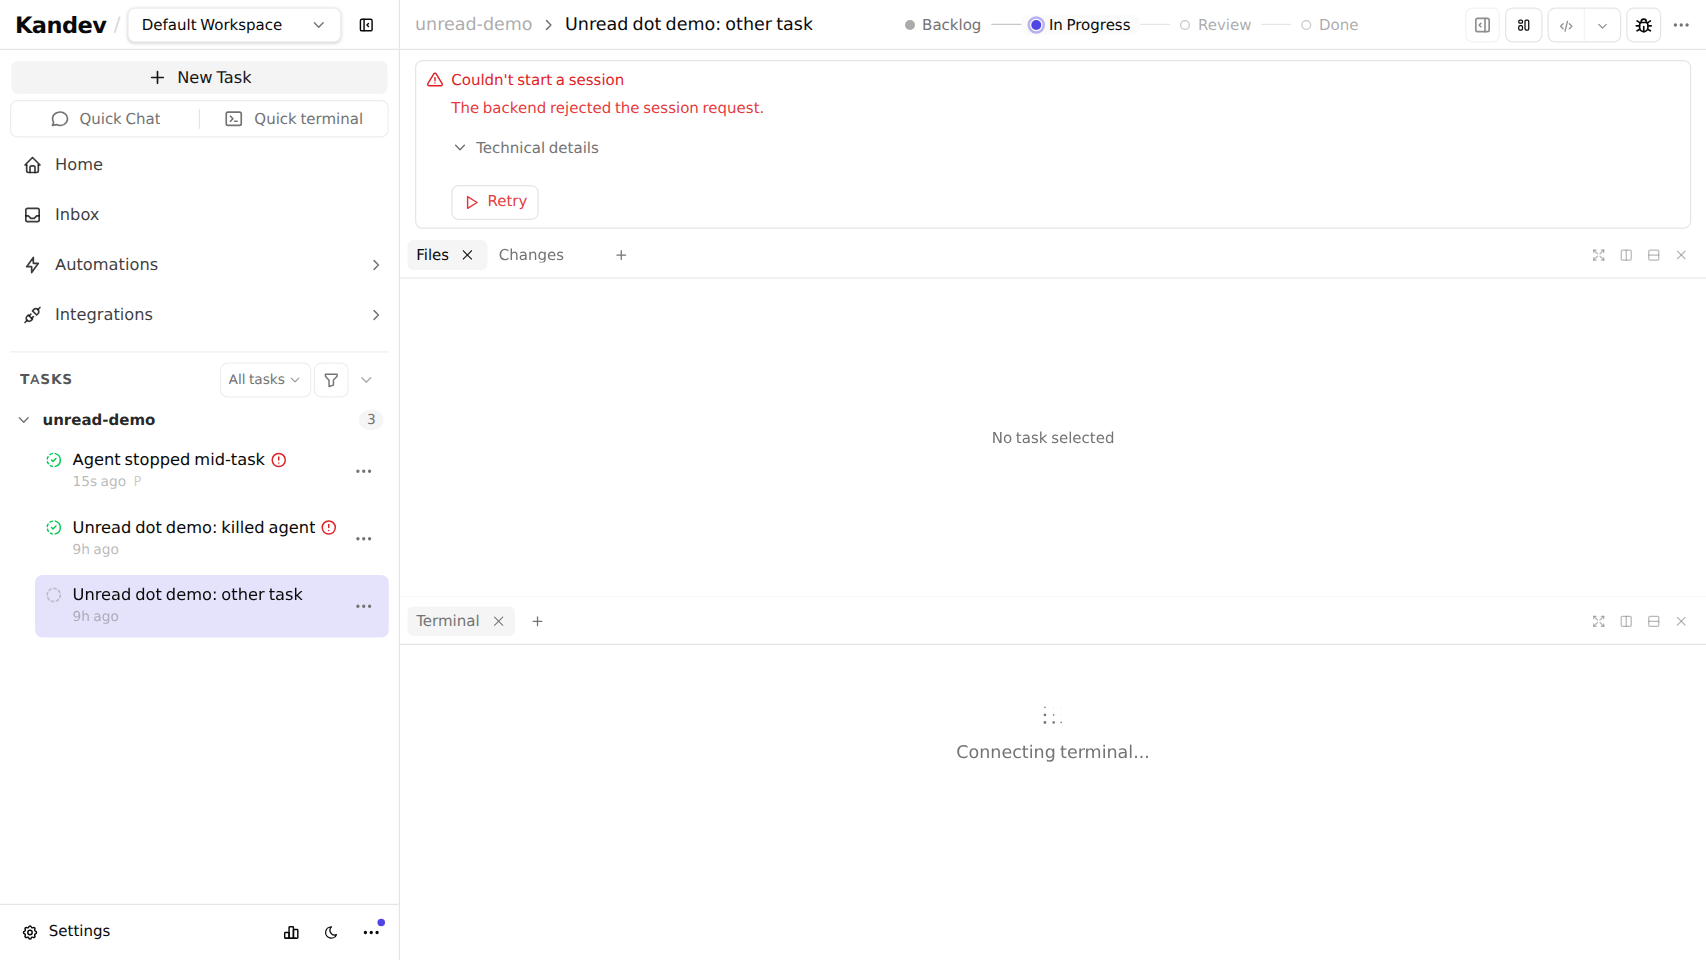 Kandev / Default Workspace
New Task
Quick Chat
Quick terminal
Home
Inbox
Automations
Integrations
TASKS
All tasks
unread-demo
3
Agent stopped mid-task
15s ago P
Unread dot demo: killed agent
9h ago
Unread dot demo: other task
9h ago
Settings
unread-demo > Unread dot demo: other task
Backlog
In Progress
Review
Done
Couldn't start a session
The backend rejected the session request.
Technical details
Retry
Files
Changes
No task selected
Terminal
Connecting terminal...